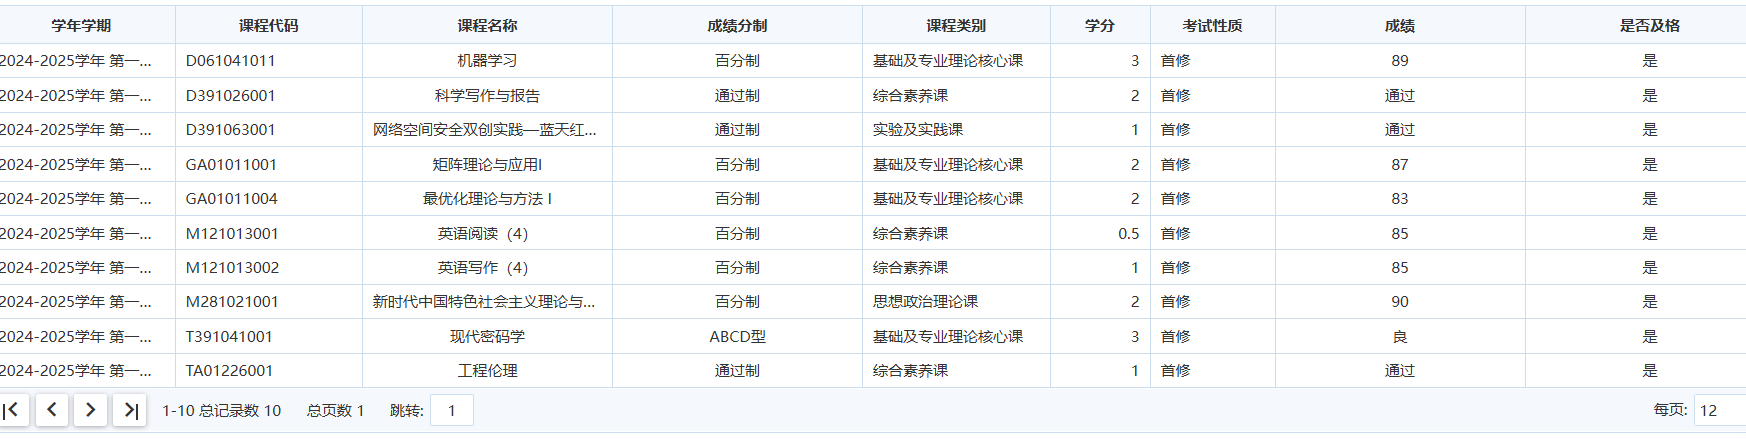 学年学期 课程代码 课程名称 成绩分制 课程类别 学分 考试性质 成绩 是否及格
2024-2025学年 第一... D061041011 机器学习 百分制 基础及专业理论核心课 3 首修 89 是
2024-2025学年 第一... D391026001 科学写作与报告 通过制 综合素养课 2 首修 通过 是
2024-2025学年 第一... D391063001 网络空间安全双创实践—蓝天红... 通过制 实验及实践课 1 首修 通过 是
2024-2025学年 第一... GA01011001 矩阵理论与应用I 百分制 基础及专业理论核心课 2 首修 87 是
2024-2025学年 第一... GA01011004 最优化理论与方法 I 百分制 基础及专业理论核心课 2 首修 83 是
2024-2025学年 第一... M121013001 英语阅读（4） 百分制 综合素养课 0.5 首修 85 是
2024-2025学年 第一... M121013002 英语写作（4） 百分制 综合素养课 1 首修 85 是
2024-2025学年 第一... M281021001 新时代中国特色社会主义理论与... 百分制 思想政治理论课 2 首修 90 是
2024-2025学年 第一... T391041001 现代密码学 ABCD型 基础及专业理论核心课 3 首修 良 是
2024-2025学年 第一... TA01226001 工程伦理 通过制 综合素养课 1 首修 通过 是
1-10 总记录数 10 总页数 1 跳转: 1 每页: 12